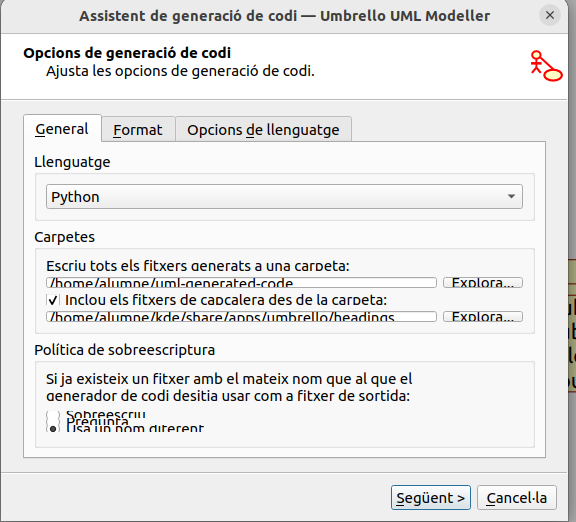 Assistent de generació de codi — Umbrello UML Modeller
Opcions de generació de codi
Ajusta les opcions de generació de codi.
General Format Opcions de llenguatge
Llenguatge
Python
Carpetes
Escriu tots els fitxers generats a una carpeta:
/home/alumne/uml-generated-code Explora...
Inclou els fitxers de capçalera des de la carpeta:
/home/alumne/kde/share/apps/umbrello/headings Explora...
Política de sobreescriptura
Si ja existeix un fitxer amb el mateix nom que al que el
generador de codi desitja usar com a fitxer de sortida:
Sobreescriu
Pregunta
Usa un nom diferent
Següent > Cancel·la